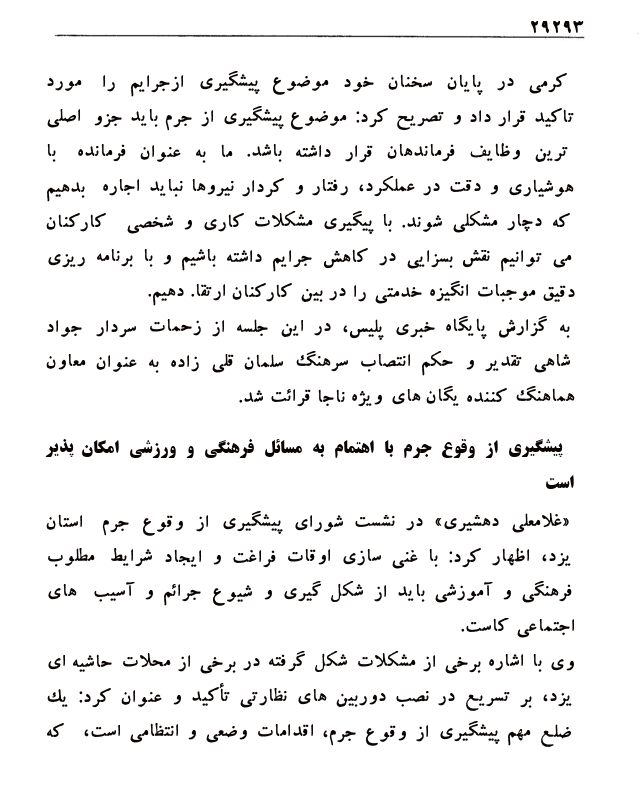 ۲۹۲۹۳
کرمی در پایان سخنان خود موضوع پیشگیری ازجرایم را مورد
تاکید قرار داد و تصریح کرد: موضوع پیشگیری از جرم باید جزو اصلی
ترین وظایف فرماندهان قرار داشته باشد. ما به عنوان فرمانده با
هوشیاری و دقت در عملکرد، رفتار و کردار نیروها نباید اجاره بدهیم
که دچار مشکلی شوند. با پیگیری مشکلات کاری و شخصی کارکنان
می توانیم نقش بسزایی در کاهش جرایم داشته باشیم و با برنامه ریزی
دقیق موجبات انگیزه خدمتی را در بین کارکنان ارتقا. دهیم.
به گزارش پایگاه خبری پلیس، در این جلسه از زحمات سردار جواد
شاهی تقدیر و حکم انتصاب سرهنگ سلمان قلی زاده به عنوان معاون
هماهنگ کننده یگان های ویژه ناجا قرائت شد.
پیشگیری از وقوع جرم با اهتمام به مسائل فرهنگی و ورزشی امکان پذیر
است
«غلامعلی دهشیری» در نشست شورای پیشگیری از وقوع جرم استان
یزد، اظهار کرد: با غنی سازی اوقات فراغت و ایجاد شرایط مطلوب
فرهنگی و آموزشی باید از شکل گیری و شیوع جرائم و آسیب های
اجتماعی کاست.
وی با اشاره برخی از مشکلات شکل گرفته در برخی از محلات حاشیه ای
یزد، بر تسریع در نصب دوربین های نظارتی تأکید و عنوان کرد: یك
ضلع مهم پیشگیری از وقوع جرم، اقدامات وضعی و انتظامی است، که